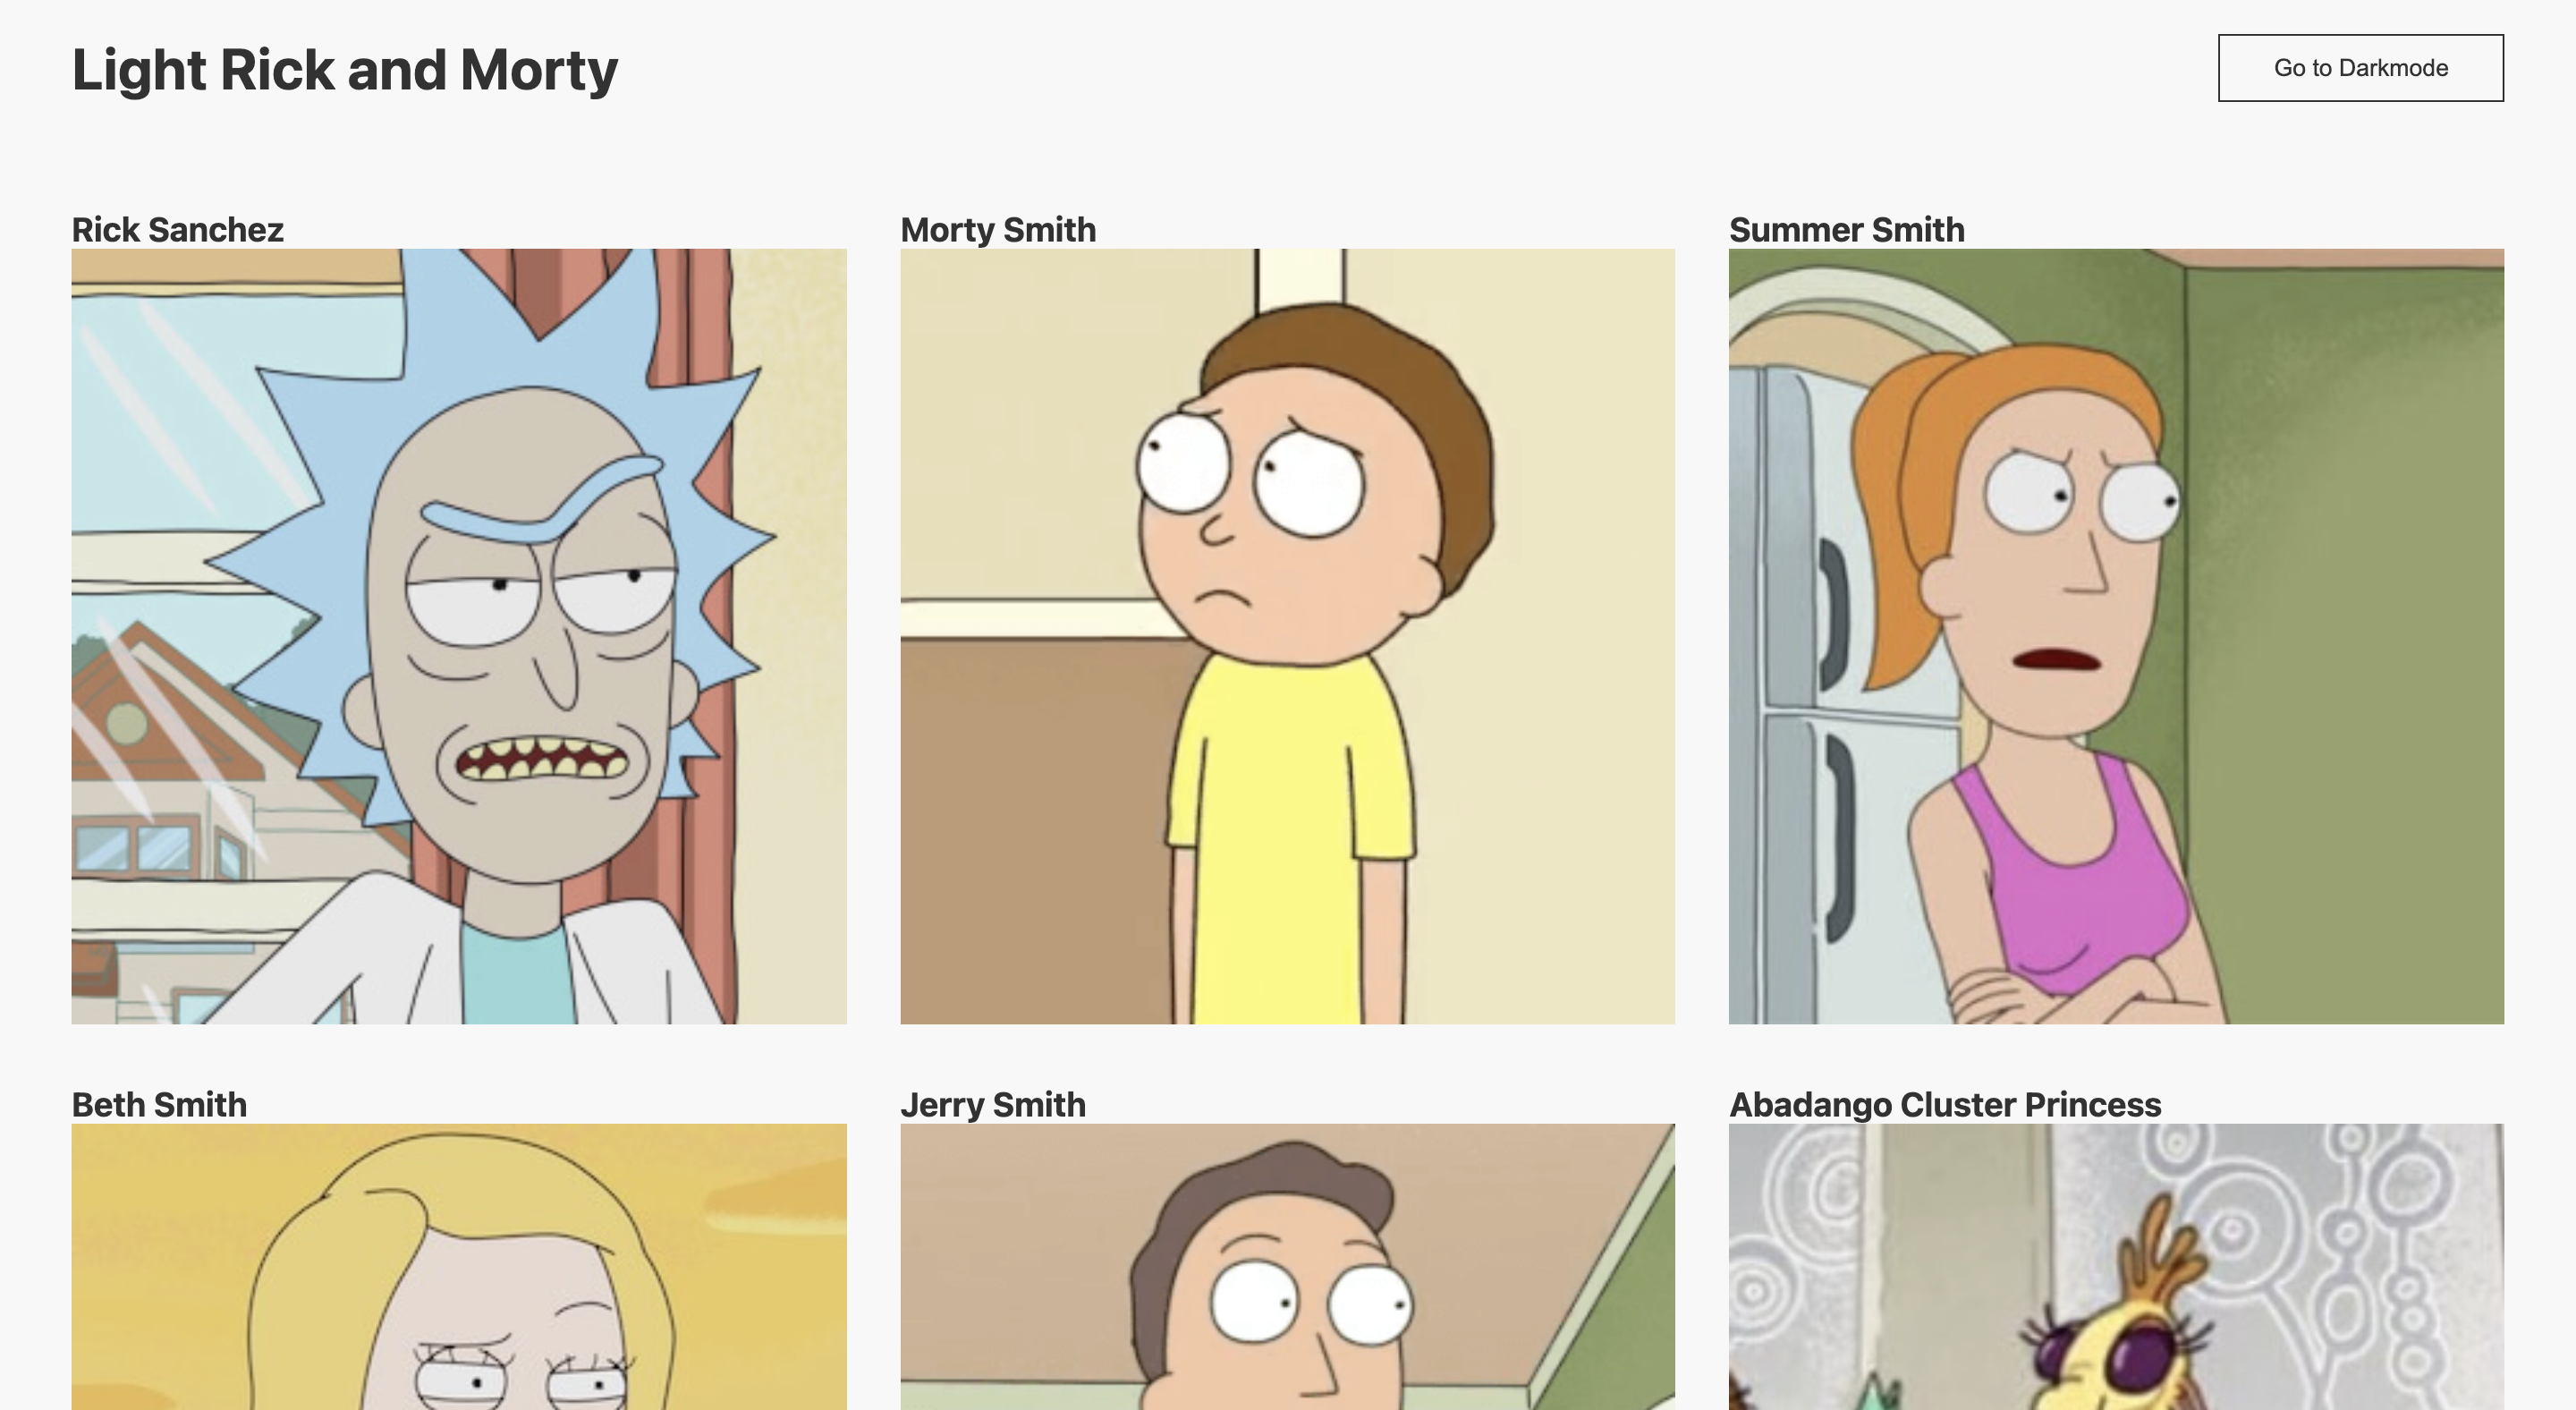 Light Rick and Morty
Go to Darkmode
Rick Sanchez
Morty Smith
Summer Smith
Beth Smith
Jerry Smith
Abadango Cluster Princess